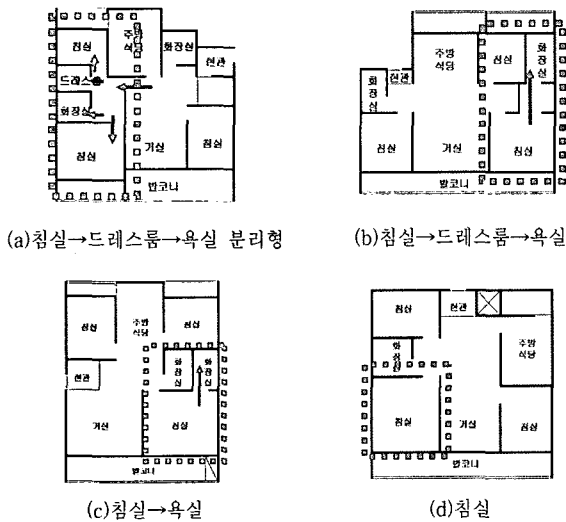 침실
주방
식당
화장실
현관
드레스룸
화장실
침실
거실
침실
발코니
(a)침실→드레스룸→욕실 분리형
주방
식당
침실
화장실
화장실
현관
침실
거실
침실
발코니
(b)침실→드레스룸→욕실
침실
주방
식당
침실
화장실
화장실
현관
거실
침실
발코니
(c)침실→욕실
침실
현관
주방
식당
화장실
침실
거실
침실
발코니
(d)침실